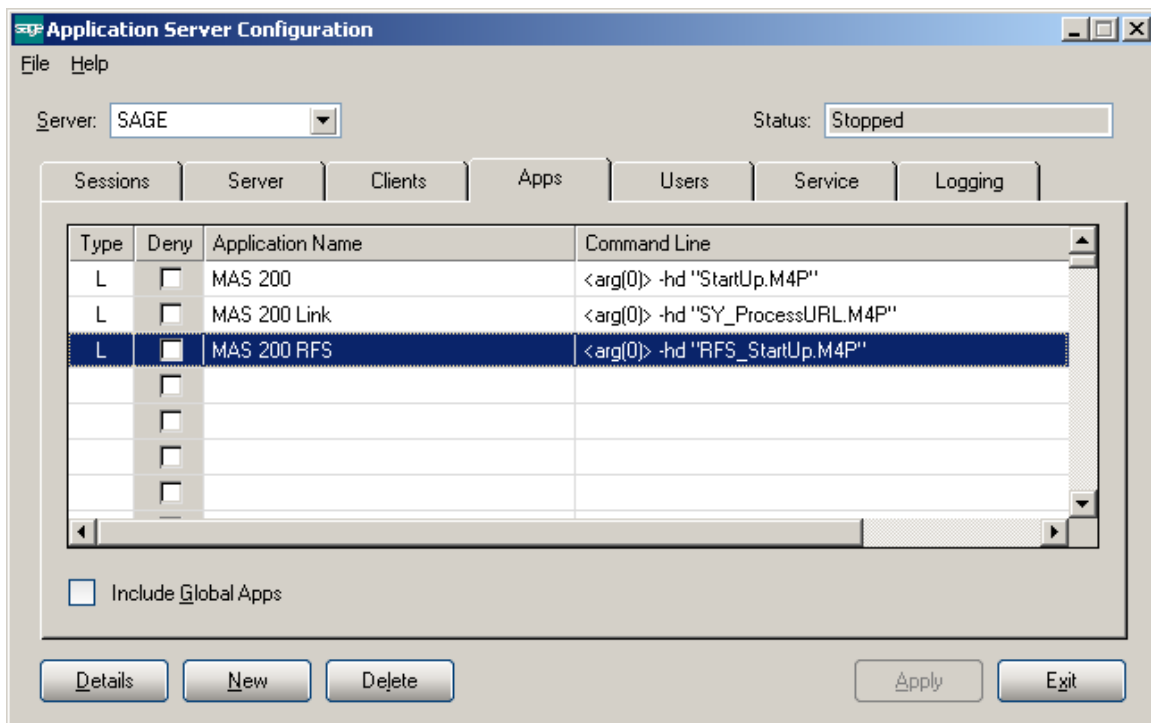 sage Application Server Configuration
File Help
Server: SAGE Status: Stopped
Sessions Server Clients Apps Users Service Logging
Type Deny Application Name Command Line
L MAS 200 <arg(0)> -hd "StartUp.M4P"
L MAS 200 Link <arg(0)> -hd "SY_ProcessURL.M4P"
L MAS 200 RFS <arg(0)> -hd "RFS_StartUp.M4P"
Include Global Apps
Details New Delete Apply Exit